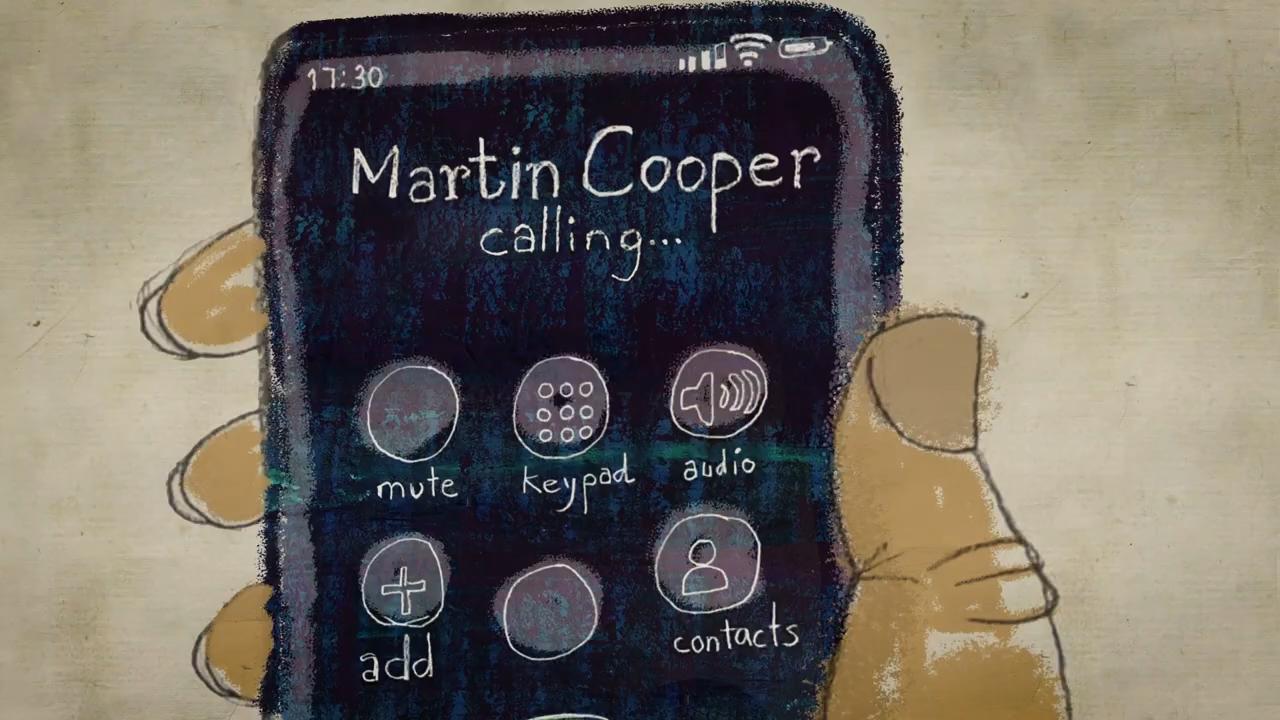 17:30
Martin Cooper
calling...
mute keypad audio
add contacts